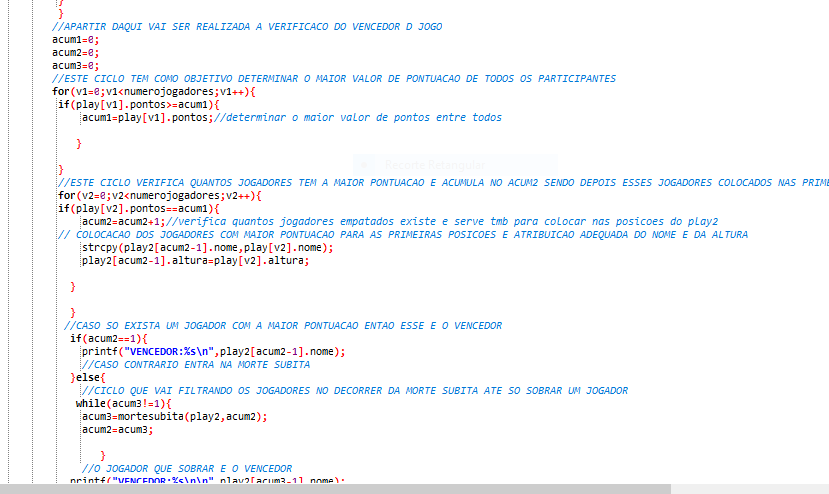 }
}
//APARTIR DAQUI VAI SER REALIZADA A VERIFICACO DO VENCEDOR D JOGO
acum1=0;
acum2=0;
acum3=0;
//ESTE CICLO TEM COMO OBJETIVO DETERMINAR O MAIOR VALOR DE PONTUACAO DE TODOS OS PARTICIPANTES
for(v1=0;v1<numerojogadores;v1++){
if(play[v1].pontos>=acum1){
acum1=play[v1].pontos;//determinar o maior valor de pontos entre todos
}
Recorte Retangular
}
//ESTE CICLO VERIFICA QUANTOS JOGADORES TEM A MAIOR PONTUACAO E ACUMULA NO ACUM2 SENDO DEPOIS ESSES JOGADORES COLOCADOS NAS PRIME
for(v2=0;v2<numerojogadores;v2++){
if(play[v2].pontos==acum1){
acum2=acum2+1;//verifica quantos jogadores empatados existe e serve tmb para colocar nas posicoes do play2
// COLOCACAO DOS JOGADORES COM MAIOR PONTUACAO PARA AS PRIMEIRAS POSICOES E ATRIBUICAO ADEQUADA DO NOME E DA ALTURA
strcpy(play2[acum2-1].nome,play[v2].nome);
play2[acum2-1].altura=play[v2].altura;
}
}
//CASO SO EXISTA UM JOGADOR COM A MAIOR PONTUACAO ENTAO ESSE E O VENCEDOR
if(acum2==1){
printf("VENCEDOR:%s\n",play2[acum2-1].nome);
//CASO CONTRARIO ENTRA NA MORTE SUBITA
}else{
//CICLO QUE VAI FILTRANDO OS JOGADORES NO DECORRER DA MORTE SUBITA ATE SO SOBRAR UM JOGADOR
while(acum3!=1){
acum3=mortesubita(play2,acum2);
acum2=acum3;
}
//O JOGADOR QUE SOBRAR E O VENCEDOR
printf("VENCEDOR:%s\n\n",play2[acum3-1].nome);